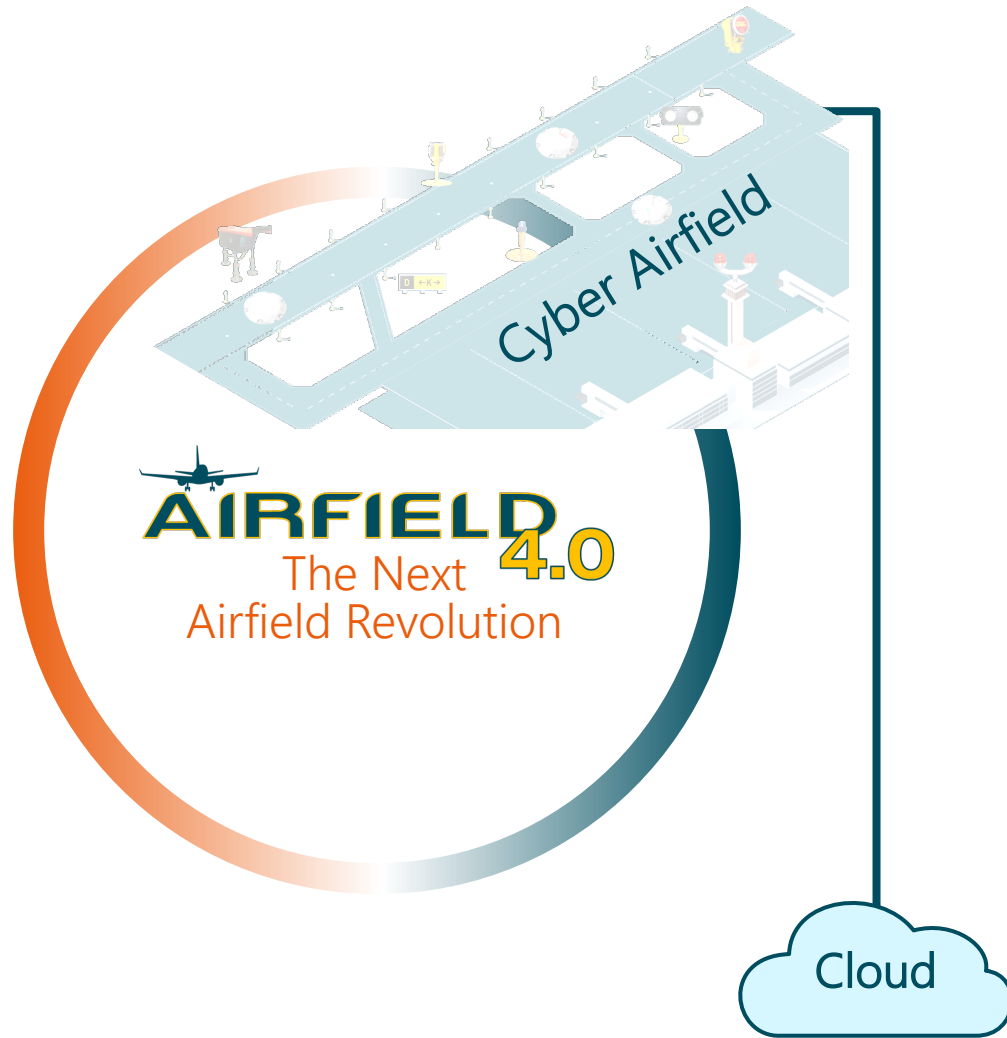 Cyber Airfield
D ←K→
AIRFIELD
4.0
The Next
Airfield Revolution
Cloud